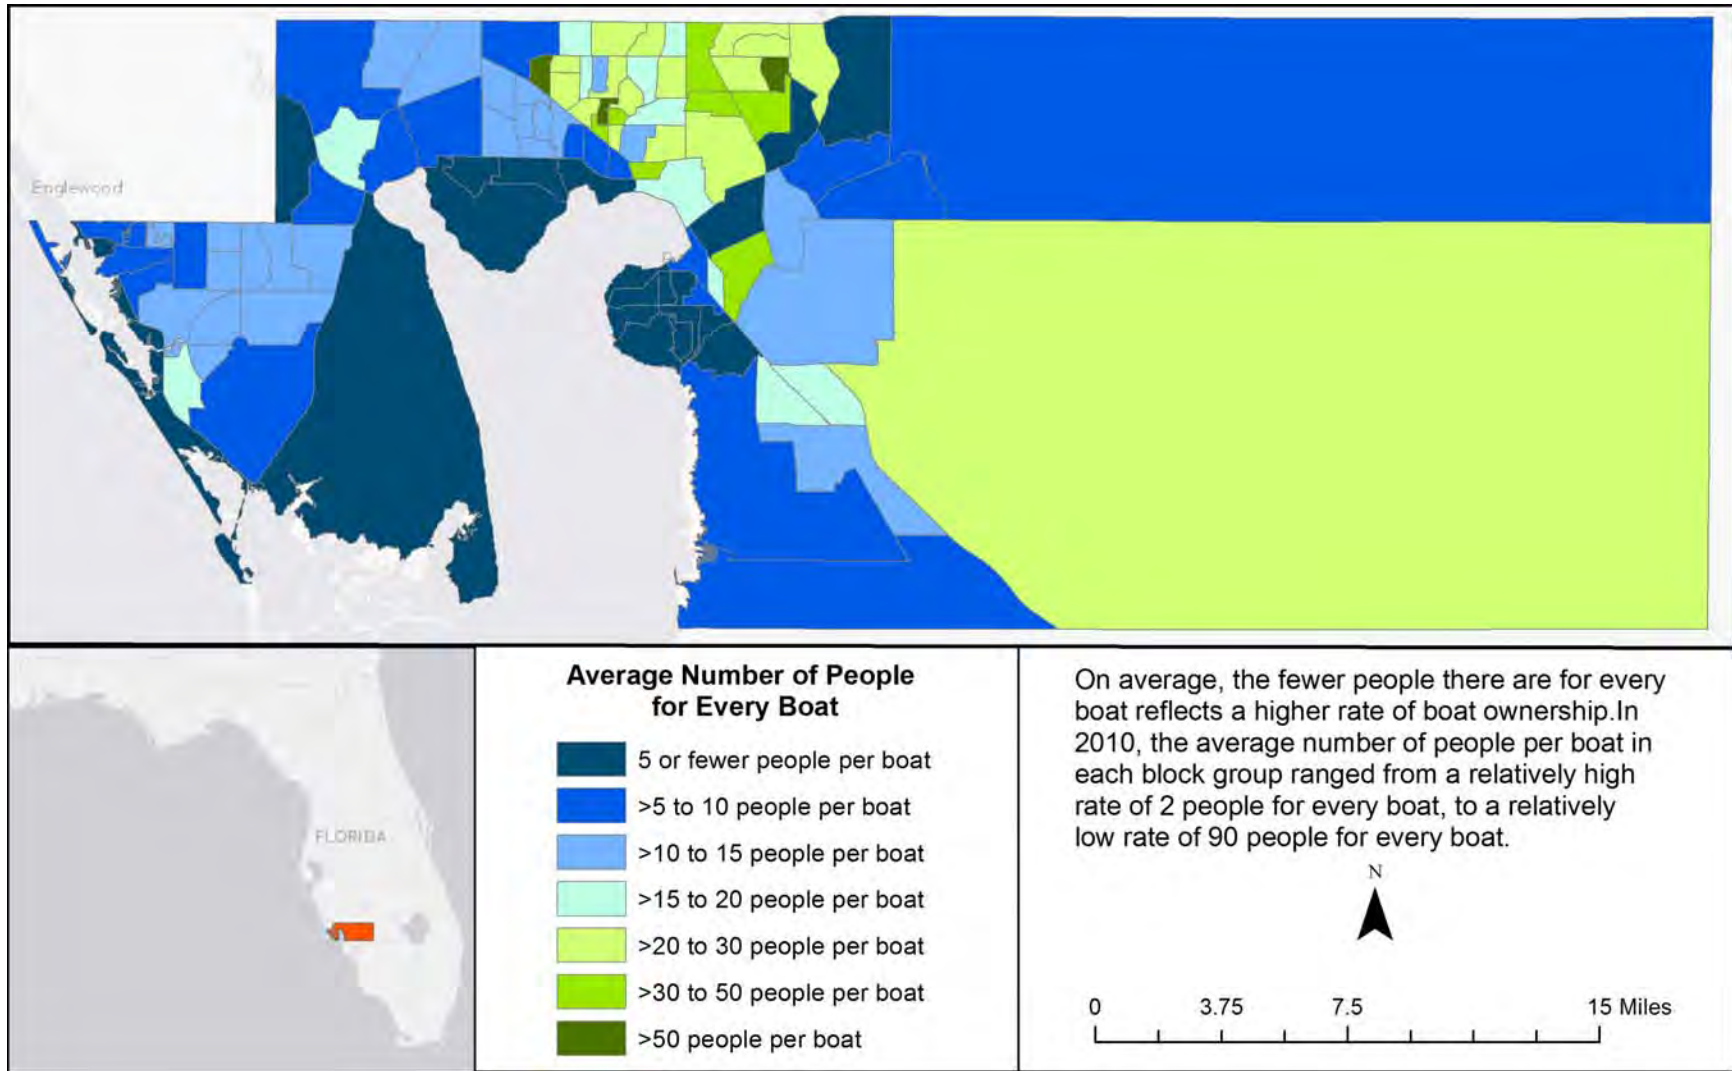 Englewood
FLORIDA
Average Number of People
for Every Boat
5 or fewer people per boat
>5 to 10 people per boat
>10 to 15 people per boat
>15 to 20 people per boat
>20 to 30 people per boat
>30 to 50 people per boat
>50 people per boat
On average, the fewer people there are for every
boat reflects a higher rate of boat ownership.In
2010, the average number of people per boat in
each block group ranged from a relatively high
rate of 2 people for every boat, to a relatively
low rate of 90 people for every boat.
N
0 3.75 7.5 15 Miles